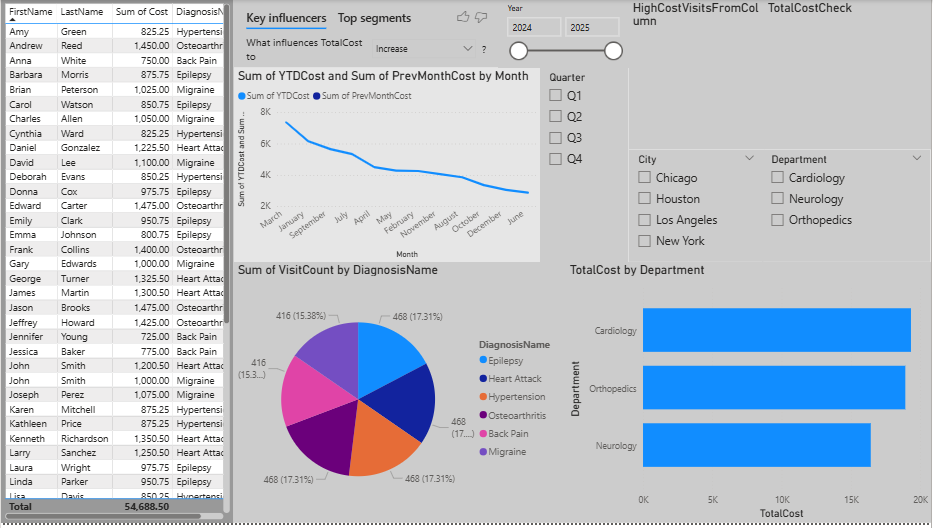 FirstName LastName Sum of Cost DiagnosisN
Amy Green 825.25 Hypertensi
Andrew Reed 1,450.00 Osteoarthr
Anna White 750.00 Back Pain
Barbara Morris 875.75 Epilepsy
Brian Peterson 1,025.00 Migraine
Carol Watson 850.75 Epilepsy
Charles Allen 1,050.00 Migraine
Cynthia Ward 825.25 Hypertensi
Daniel Gonzalez 1,225.50 Heart Attac
David Lee 1,100.00 Migraine
Deborah Evans 850.25 Hypertensi
Donna Cox 975.75 Epilepsy
Edward Carter 1,475.00 Osteoarthr
Emily Clark 950.75 Epilepsy
Emma Johnson 800.75 Epilepsy
Frank Collins 1,400.00 Osteoarthr
Gary Edwards 1,000.00 Migraine
George Turner 1,325.50 Heart Attac
James Martin 1,300.50 Heart Attac
Jason Brooks 1,475.00 Osteoarthr
Jeffrey Howard 1,425.00 Osteoarthr
Jennifer Young 725.00 Back Pain
Jessica Baker 775.00 Back Pain
John Smith 1,200.50 Heart Attac
John Smith 1,000.00 Migraine
Joseph Perez 1,075.00 Migraine
Karen Mitchell 875.25 Hypertensi
Kathleen Price 875.25 Hypertensi
Kenneth Richardson 1,350.50 Heart Attac
Larry Sanchez 1,250.50 Heart Attac
Laura Wright 975.75 Epilepsy
Linda Parker 950.75 Epilepsy
Lisa Davis 850.25 Hypertensi
Total 54,688.50
Key influencers Top segments
What influences TotalCost
to
Increase
?
Year
2024 2025
HighCostVisitsFromCol
umn
TotalCostCheck
Sum of YTDCost and Sum of PrevMonthCost by Month
Sum of YTDCost Sum of PrevMonthCost
Sum of YTDCost and Sum ...
8K
6K
4K
2K
March January September July April May February November August October December June
Month
Quarter
Q1
Q2
Q3
Q4
City
Chicago
Houston
Los Angeles
New York
Department
Cardiology
Neurology
Orthopedics
Sum of VisitCount by DiagnosisName
416 (15.38%)
468 (17.31%)
416
(15.3...)
468
(17....)
468 (17.31%)
468 (17.31%)
DiagnosisName
Epilepsy
Heart Attack
Hypertension
Osteoarthritis
Back Pain
Migraine
TotalCost by Department
Department
Cardiology
Orthopedics
Neurology
0K 5K 10K 15K 20K
TotalCost